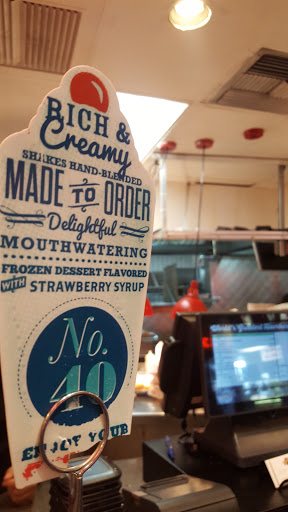 RICH &
Creamy
SHAKES HAND-BLENDED
MADE TO ORDER
Delightful
MOUTHWATERING
FROZEN DESSERT FLAVORED
WITH STRAWBERRY SYRUP
No.
40
ENJOY YOUR